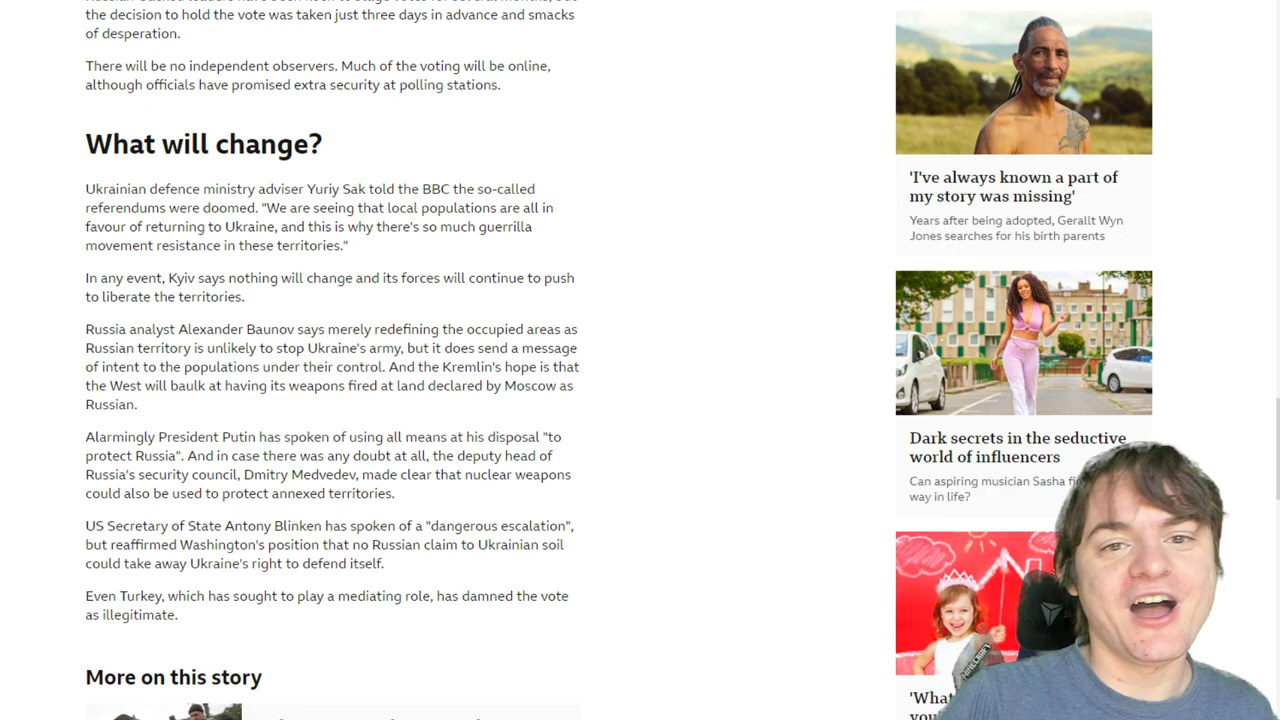 the decision to hold the vote was taken just three days in advance and smacks
of desperation.
There will be no independent observers. Much of the voting will be online,
although officials have promised extra security at polling stations.
What will change?
Ukrainian defence ministry adviser Yuriy Sak told the BBC the so-called
referendums were doomed. "We are seeing that local populations are all in
favour of returning to Ukraine, and this is why there's so much guerrilla
movement resistance in these territories."
In any event, Kyiv says nothing will change and its forces will continue to push
to liberate the territories.
Russia analyst Alexander Baunov says merely redefining the occupied areas as
Russian territory is unlikely to stop Ukraine's army, but it does send a message
of intent to the populations under their control. And the Kremlin's hope is that
the West will baulk at having its weapons fired at land declared by Moscow as
Russian.
Alarmingly President Putin has spoken of using all means at his disposal "to
protect Russia". And in case there was any doubt at all, the deputy head of
Russia's security council, Dmitry Medvedev, made clear that nuclear weapons
could also be used to protect annexed territories.
US Secretary of State Antony Blinken has spoken of a "dangerous escalation",
but reaffirmed Washington's position that no Russian claim to Ukrainian soil
could take away Ukraine's right to defend itself.
Even Turkey, which has sought to play a mediating role, has damned the vote
as illegitimate.
More on this story
'I've always known a part of
my story was missing'
Years after being adopted, Gerallt Wyn
Jones searches for his birth parents
Dark secrets in the seductive
world of influencers
Can aspiring musician Sasha
way in life?
MINECRAFT
'What